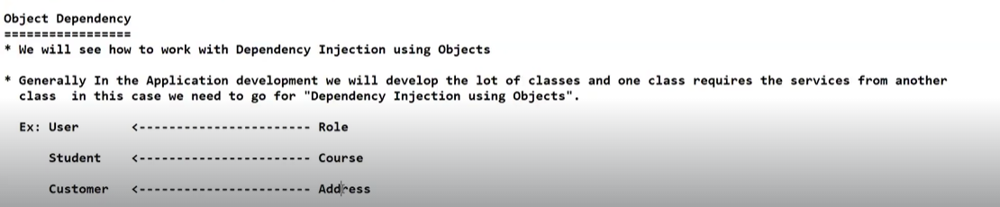 Object Dependency
=================
* We will see how to work with Dependency Injection using Objects
* Generally In the Application development we will develop the lot of classes and one class requires the services from another
class in this case we need to go for "Dependency Injection using Objects".
Ex: User <------------------------ Role
Student <------------------------ Course
Customer <------------------------ Address